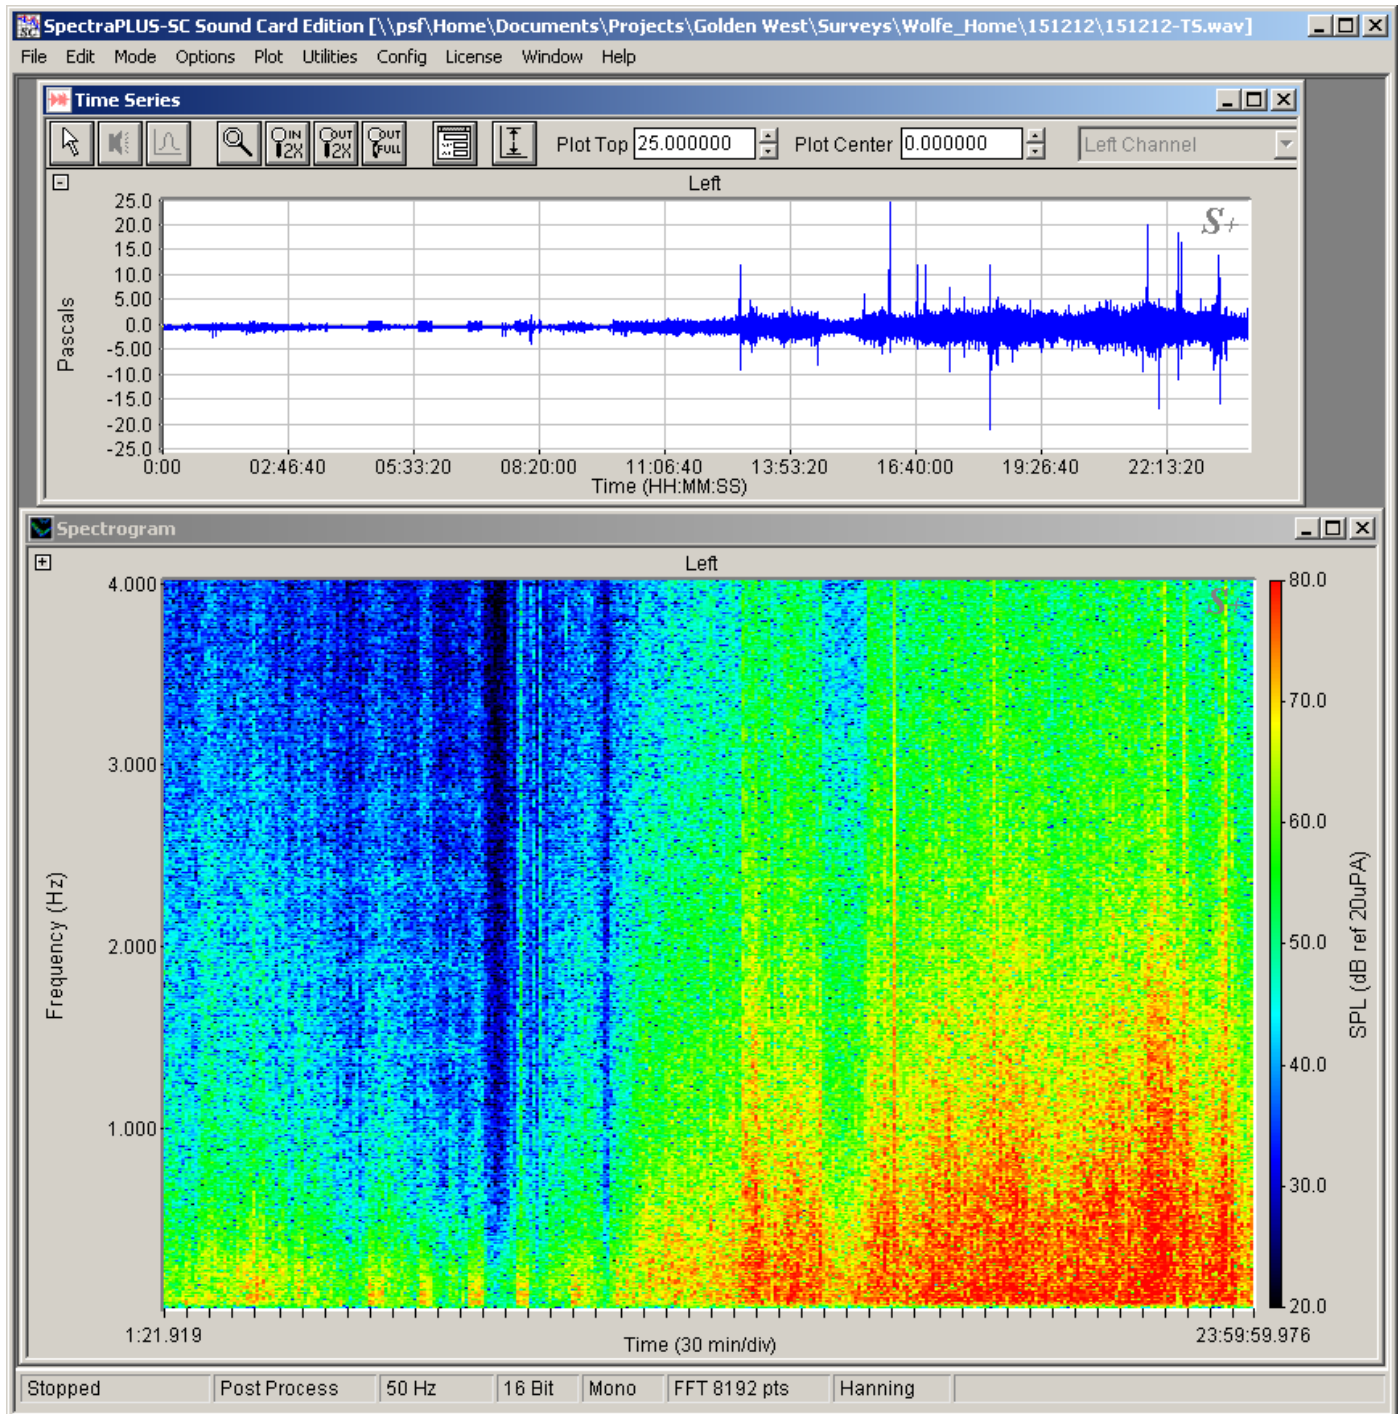 SpectraPLUS-SC Sound Card Edition [\\psf\Home\Documents\Projects\Golden West\Surveys\Wolfe_Home\151212\151212-TS.wav]
File Edit Mode Options Plot Utilities Config License Window Help
Time Series
IN 2X OUT 2X OUT FULL Plot Top 25.000000 Plot Center 0.000000 Left Channel
Left
25.0
20.0
15.0
10.0
5.00
0.0
-5.00
-10.0
-15.0
-20.0
-25.0
Pascals
S+
0:00 02:46:40 05:33:20 08:20:00 11:06:40 13:53:20 16:40:00 19:26:40 22:13:20
Time (HH:MM:SS)
Spectrogram
Left
4.000
3.000
2.000
1.000
Frequency (Hz)
S+
80.0
70.0
60.0
50.0
40.0
30.0
20.0
SPL (dB ref 20uPA)
1:21.919 23:59:59.976
Time (30 min/div)
Stopped Post Process 50 Hz 16 Bit Mono FFT 8192 pts Hanning